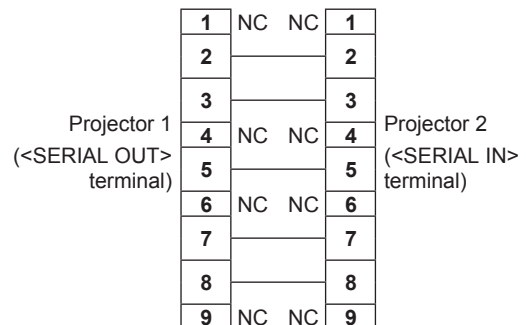 1 NC NC 1
2 2
3 3
Projector 1
(<SERIAL OUT>
terminal)
4 NC NC 4
Projector 2
(<SERIAL IN>
terminal)
5 5
6 NC NC 6
7 7
8 8
9 NC NC 9